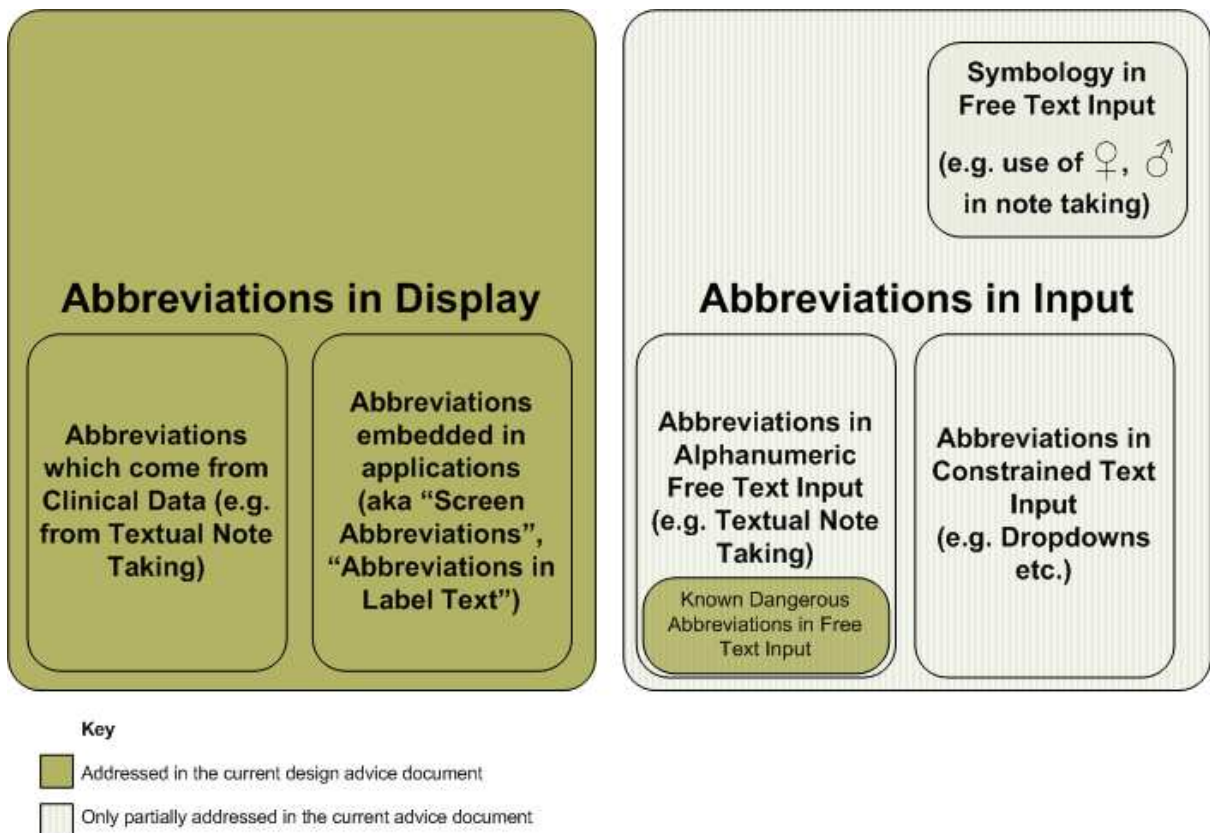 Abbreviations in Display
Abbreviations
which come from
Clinical Data (e.g.
from Textual Note
Taking)
Abbreviations
embedded in
applications
(aka “Screen
Abbreviations”,
“Abbreviations in
Label Text”)
Symbology in
Free Text Input
(e.g. use of ♀, ♂
in note taking)
Abbreviations in Input
Abbreviations in
Alphanumeric
Free Text Input
(e.g. Textual Note
Taking)
Known Dangerous
Abbreviations in Free
Text Input
Abbreviations in
Constrained Text
Input
(e.g. Dropdowns
etc.)
Key
Addressed in the current design advice document
Only partially addressed in the current advice document